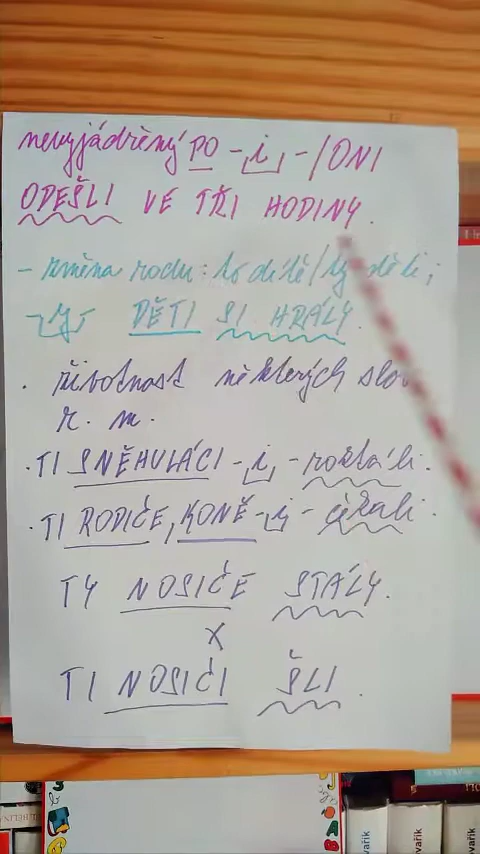 nevyjádřený PO - i - /ONI
ODEŠLI VE TŘI HODINY.
- změna rodu: to dítě/ty děti;
-y- DĚTI SI HRÁLY.
. životnost některých slov
r. m.
. TI SNĚHULÁCI - i, - roztáli.
. TI RODIČE, KONĚ - i - čekali.
TY NOSIČE STÁLY.
X
TI NOSIČI ŠLI.
vařík